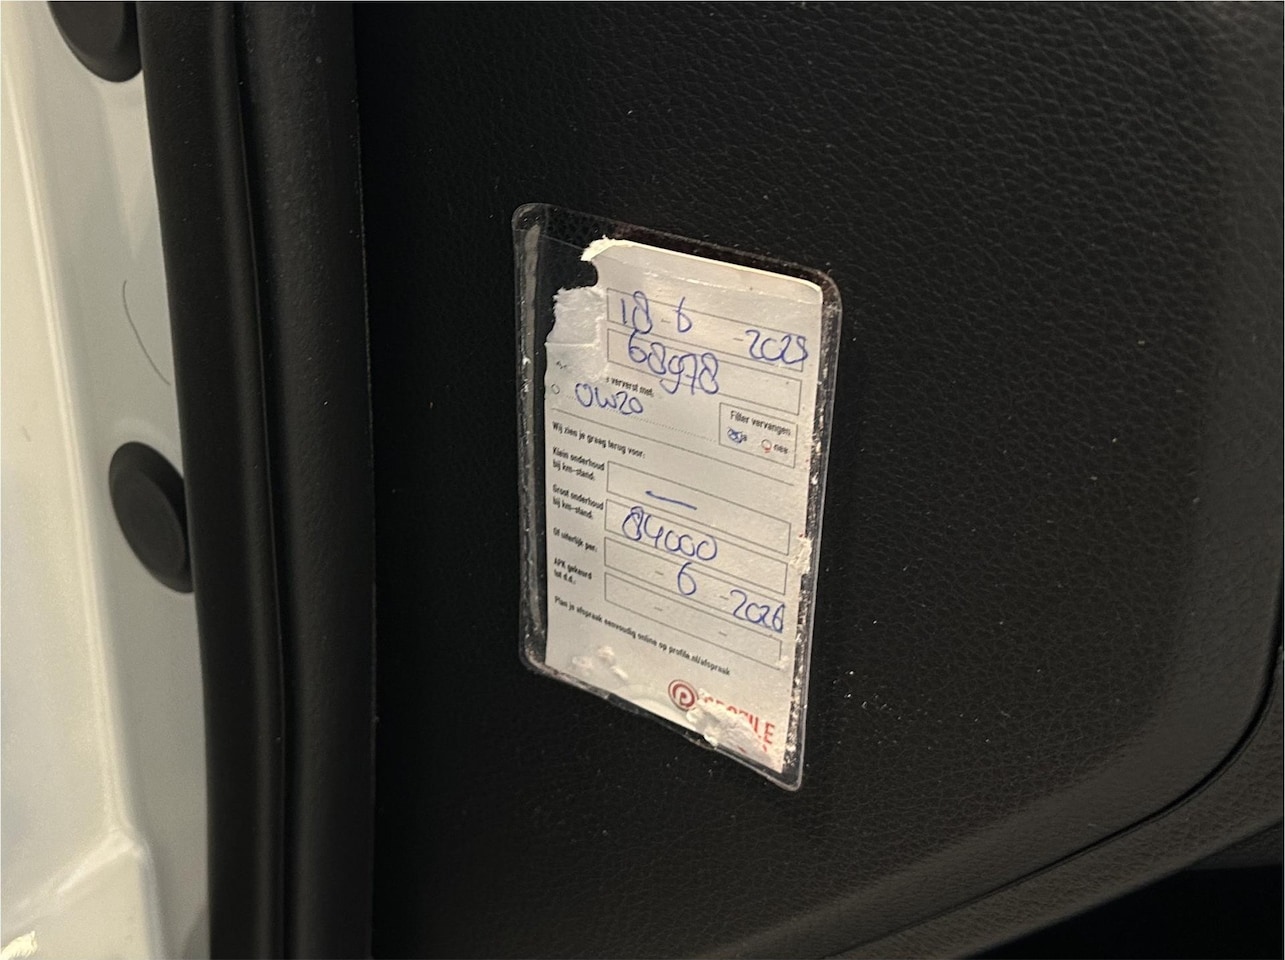 18-6 -2025
68978
ververst met:
0W20
Filter vervangen
ja nee
Wij zien je graag terug voor:
Klein onderhoud
bij km-stand: —
Groot onderhoud
bij km-stand: 84000
Of uiterlijk per: - 6 -2026
APK gekeurd
tot d.d.: - -
Plan je afspraak eenvoudig online op profile.nl/afspraak